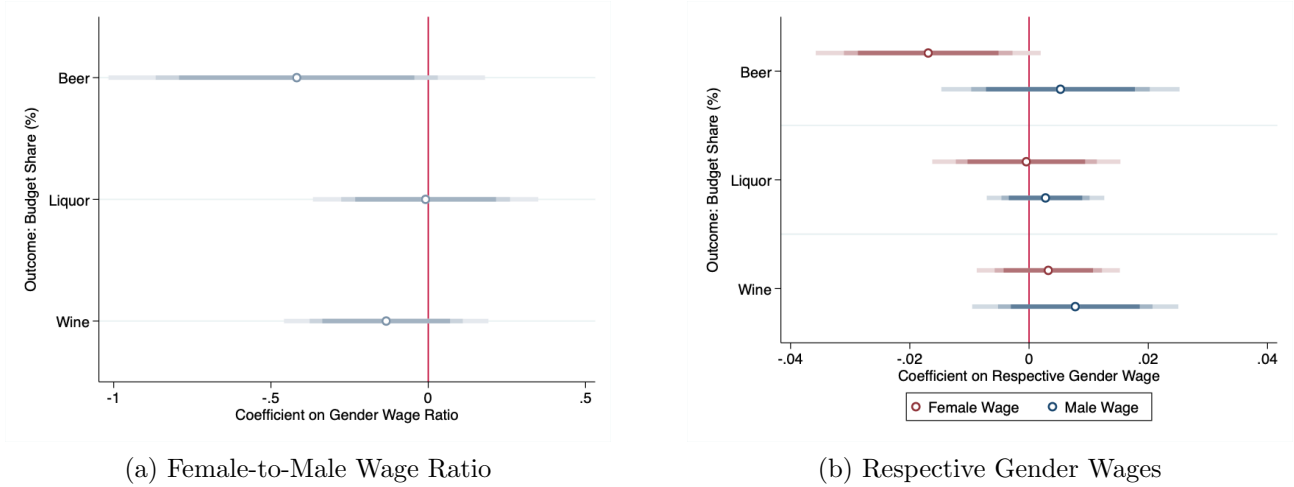 Outcome: Budget Share (%)
Beer
Liquor
Wine
-1
-.5
0
.5
Coefficient on Gender Wage Ratio
(a) Female-to-Male Wage Ratio
Outcome: Budget Share (%)
Beer
Liquor
Wine
-.04
-.02
0
.02
.04
Coefficient on Respective Gender Wage
Female Wage
Male Wage
(b) Respective Gender Wages